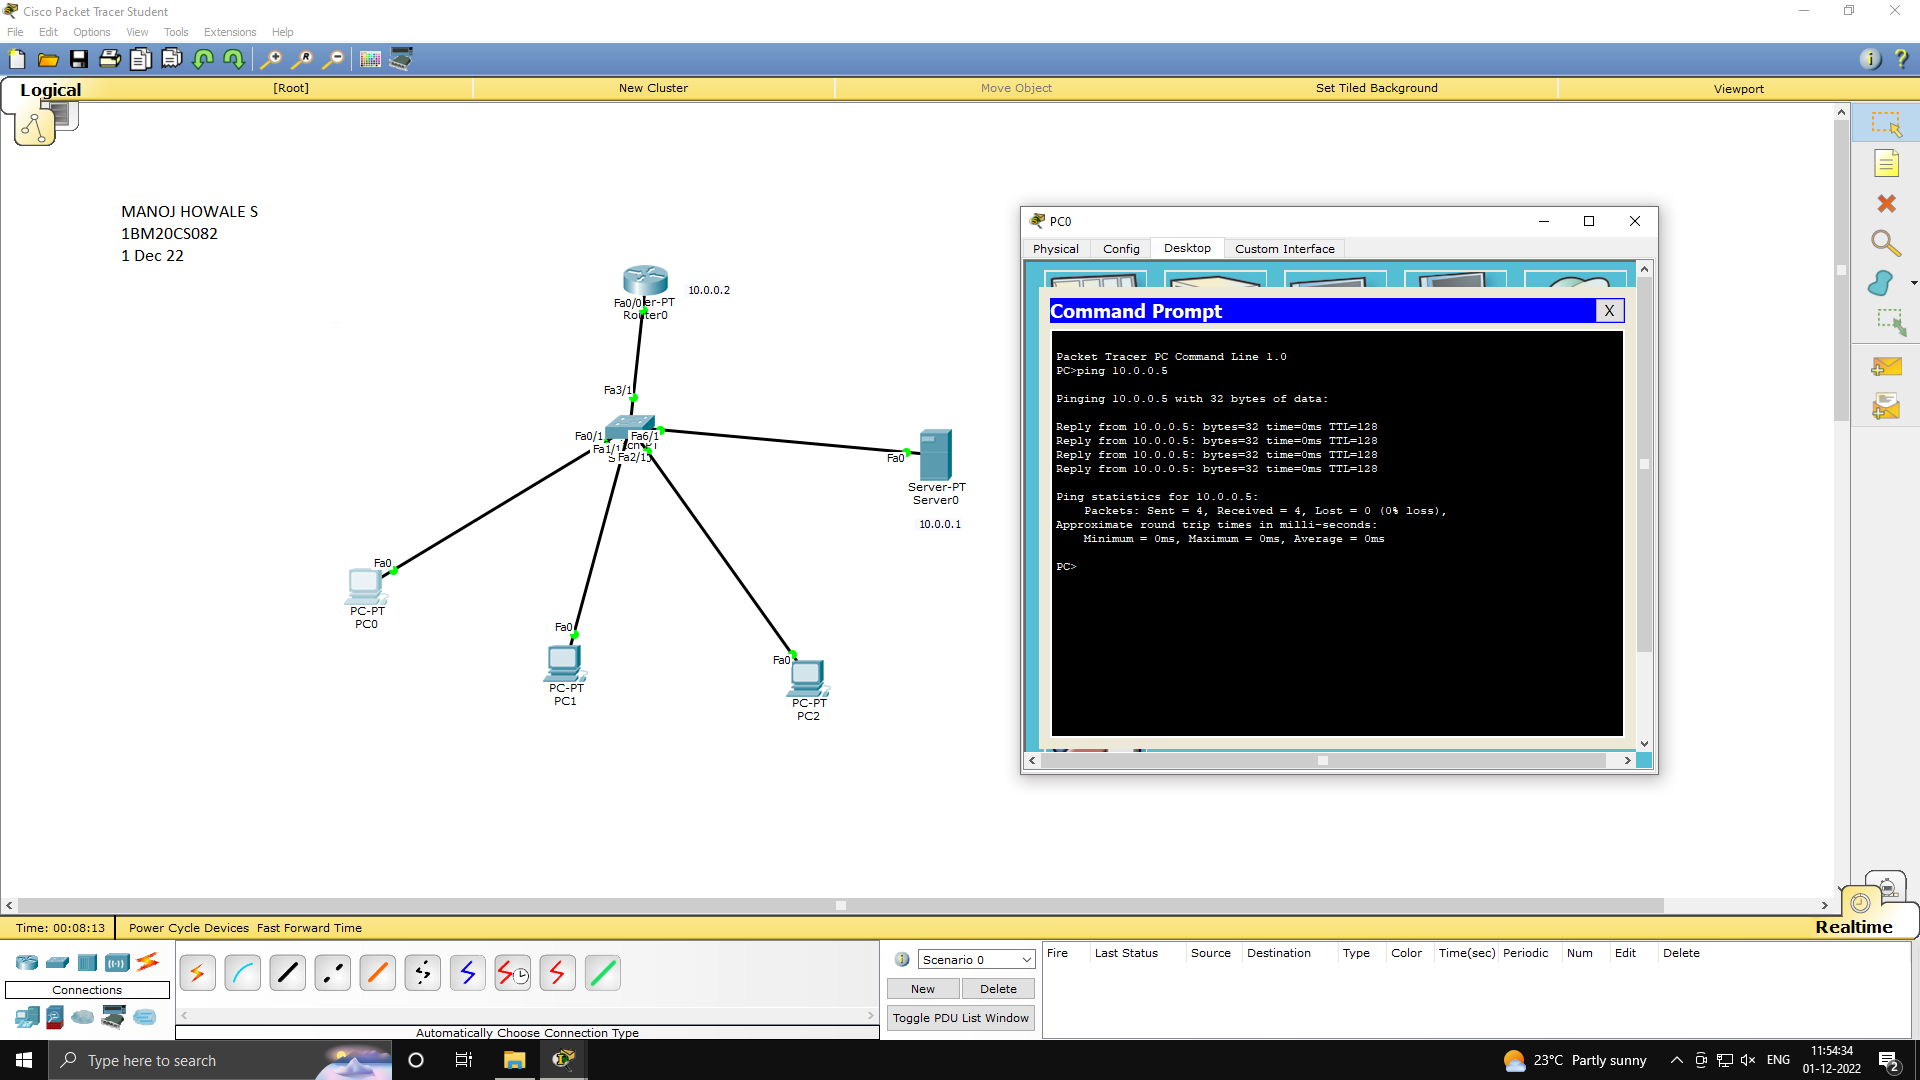 Cisco Packet Tracer Student
File Edit Options View Tools Extensions Help
Logical [Root] New Cluster Move Object Set Tiled Background Viewport
MANOJ HOWALE S
1BM20CS082
1 Dec 22
10.0.0.2
Fa0/0
Router0
Fa3/1
Fa0/1
Fa6/1
Fa1/1
Fa2/1
Fa0
Server-PT
Server0
10.0.0.1
Fa0
PC-PT
PC0
Fa0
PC-PT
PC1
Fa0
PC-PT
PC2
PC0
Physical Config Desktop Custom Interface
Command Prompt X
Packet Tracer PC Command Line 1.0
PC>ping 10.0.0.5
Pinging 10.0.0.5 with 32 bytes of data:
Reply from 10.0.0.5: bytes=32 time=0ms TTL=128
Reply from 10.0.0.5: bytes=32 time=0ms TTL=128
Reply from 10.0.0.5: bytes=32 time=0ms TTL=128
Reply from 10.0.0.5: bytes=32 time=0ms TTL=128
Ping statistics for 10.0.0.5:
Packets: Sent = 4, Received = 4, Lost = 0 (0% loss),
Approximate round trip times in milli-seconds:
Minimum = 0ms, Maximum = 0ms, Average = 0ms
PC>
Time: 00:08:13 Power Cycle Devices Fast Forward Time
Realtime
Connections
Automatically Choose Connection Type
Scenario 0
New Delete
Toggle PDU List Window
Fire Last Status Source Destination Type Color Time(sec) Periodic Num Edit Delete
Type here to search
23°C Partly sunny
ENG
11:54:34
01-12-2022
2